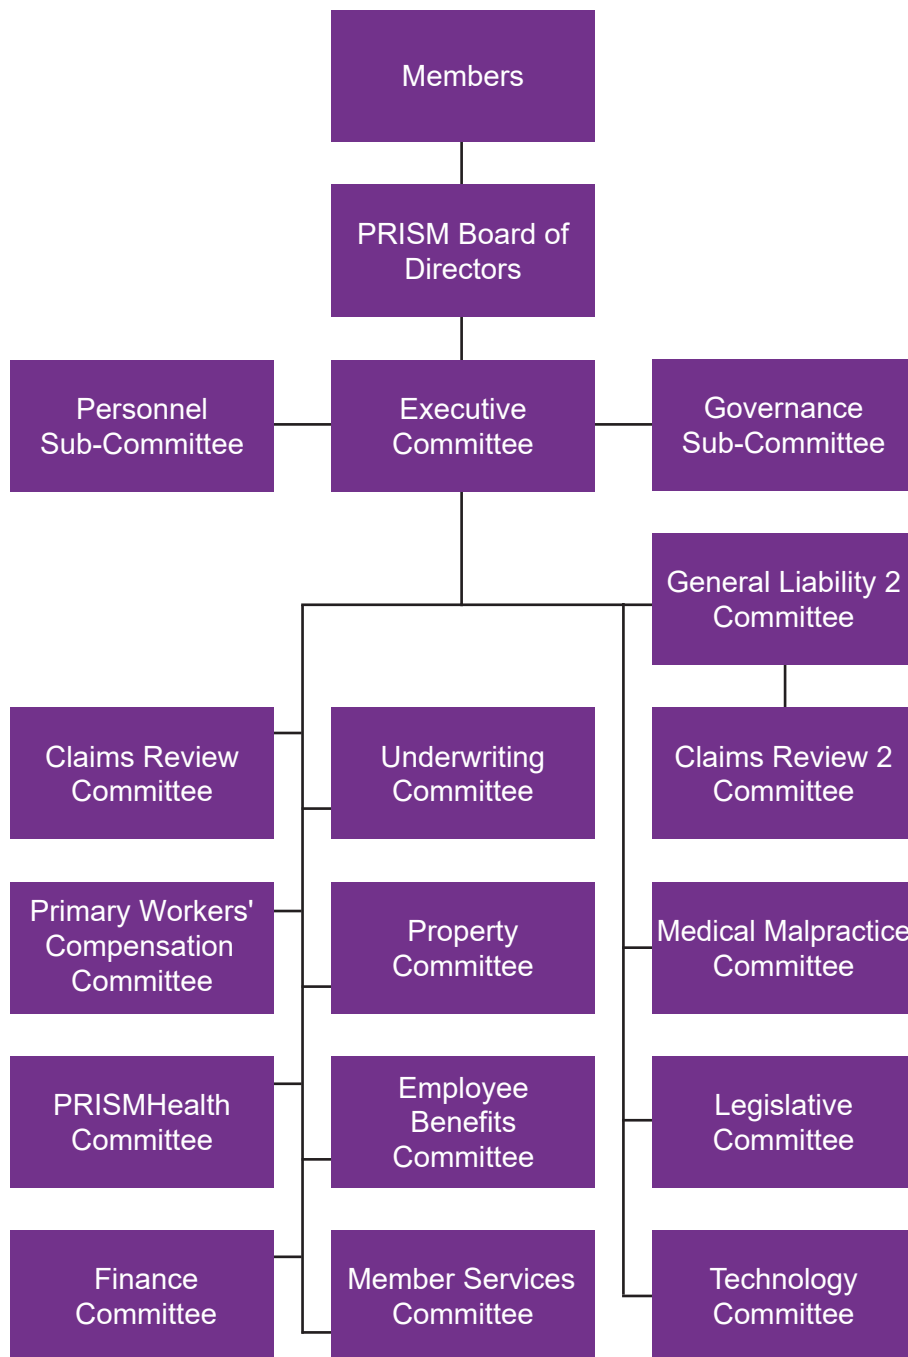 Members
PRISM Board of
Directors
Personnel
Sub-Committee
Executive
Committee
Governance
Sub-Committee
General Liability 2
Committee
Claims Review
Committee
Underwriting
Committee
Claims Review 2
Committee
Primary Workers'
Compensation
Committee
Property
Committee
Medical Malpractice
Committee
PRISMHealth
Committee
Employee
Benefits
Committee
Legislative
Committee
Finance
Committee
Member Services
Committee
Technology
Committee